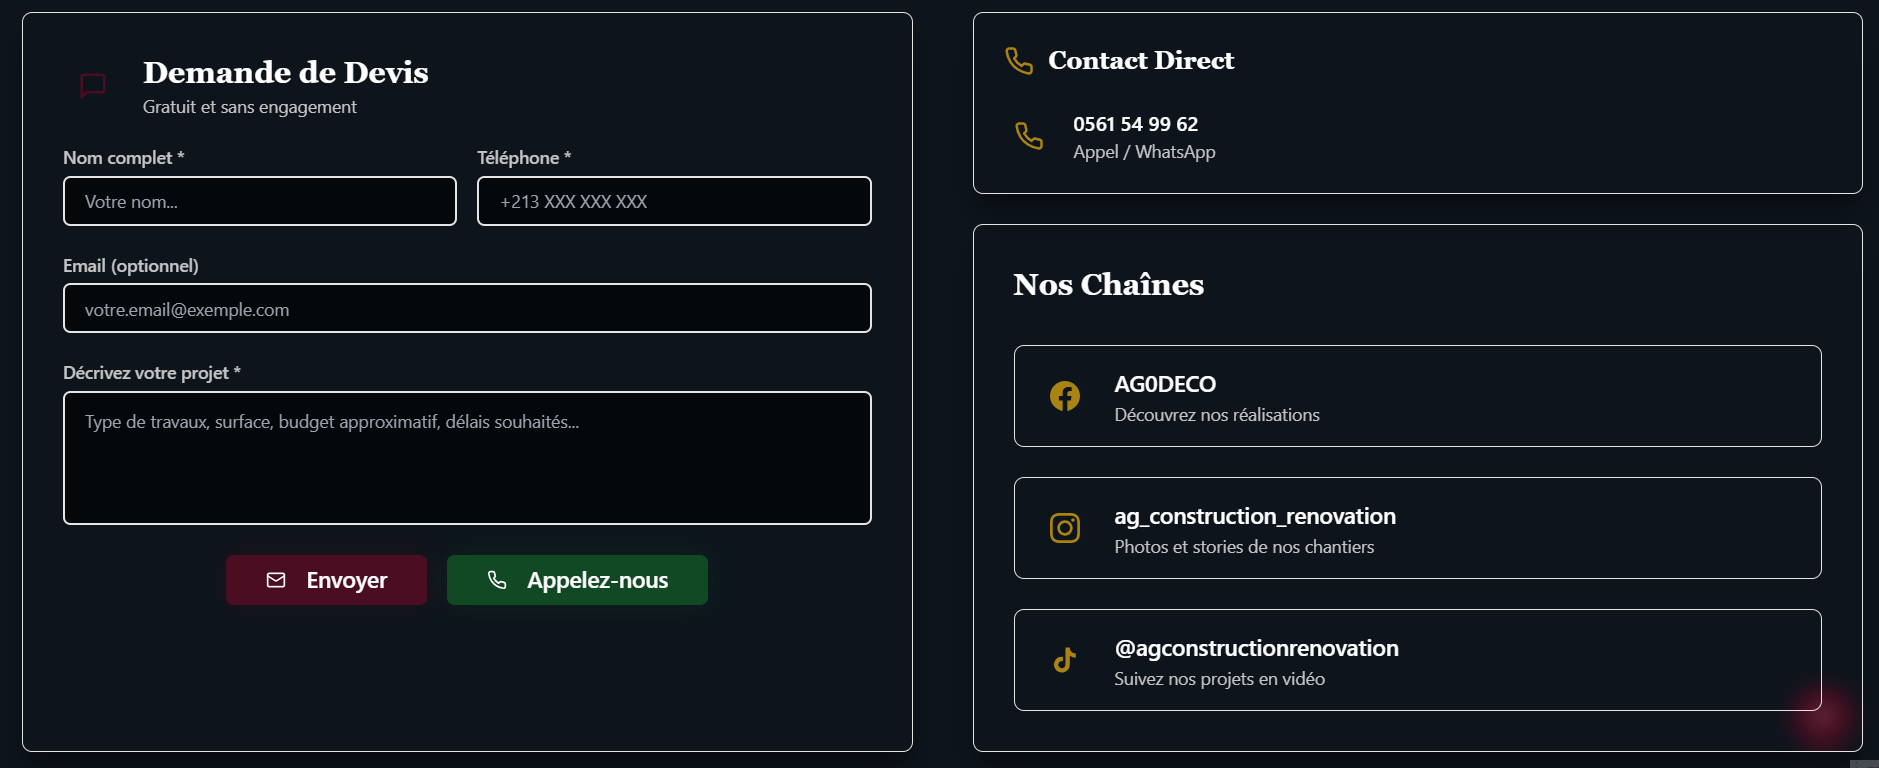 Demande de Devis
Gratuit et sans engagement
Nom complet *
Téléphone *
Votre nom...
+213 XXX XXX XXX
Email (optionnel)
votre.email@exemple.com
Décrivez votre projet *
Type de travaux, surface, budget approximatif, délais souhaités...
Envoyer
Appelez-nous
Contact Direct
0561 54 99 62
Appel / WhatsApp
Nos Chaînes
AG0DECO
Découvrez nos réalisations
ag_construction_renovation
Photos et stories de nos chantiers
@agconstructionrenovation
Suivez nos projets en vidéo